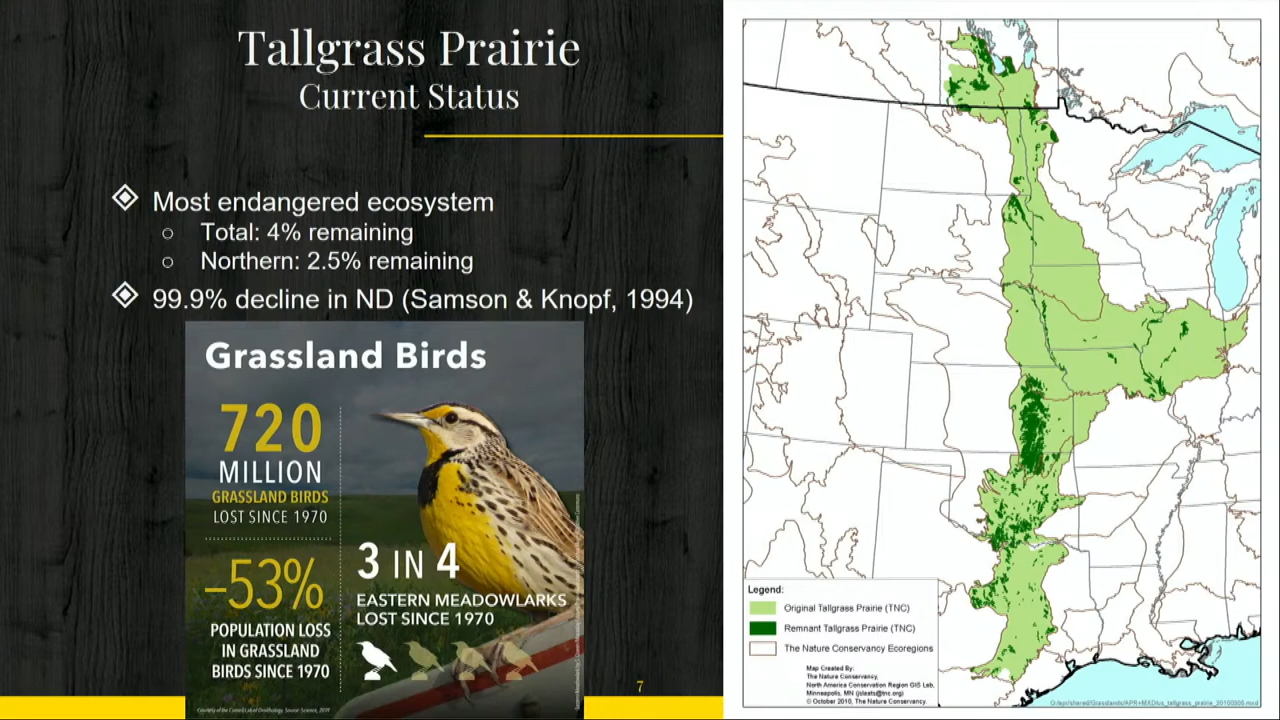 Tallgrass Prairie
Current Status
Most endangered ecosystem
Total: 4% remaining
Northern: 2.5% remaining
99.9% decline in ND (Samson & Knopf, 1994)
Grassland Birds
720
MILLION
GRASSLAND BIRDS
LOST SINCE 1970
–53%
POPULATION LOSS
IN GRASSLAND
BIRDS SINCE 1970
3 IN 4
EASTERN MEADOWLARKS
LOST SINCE 1970
7
Legend:
Original Tallgrass Prairie (TNC)
Remnant Tallgrass Prairie (TNC)
The Nature Conservancy Ecoregions
Map Created By:
The Nature Conservancy,
North America Conservation Region GIS Lab,
Minneapolis, MN (jsleats@tnc.org)
© October 2010, The Nature Conservancy.